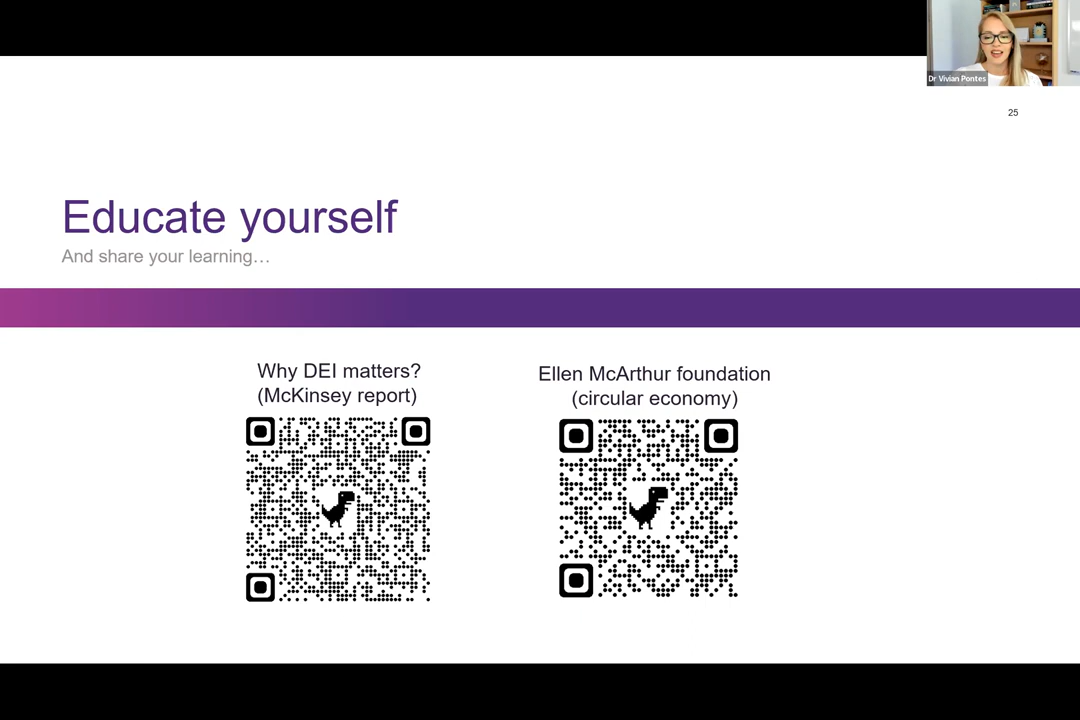 Dr Vivian Pontes
25
Educate yourself
And share your learning…
Why DEI matters?
(McKinsey report)
Ellen McArthur foundation
(circular economy)